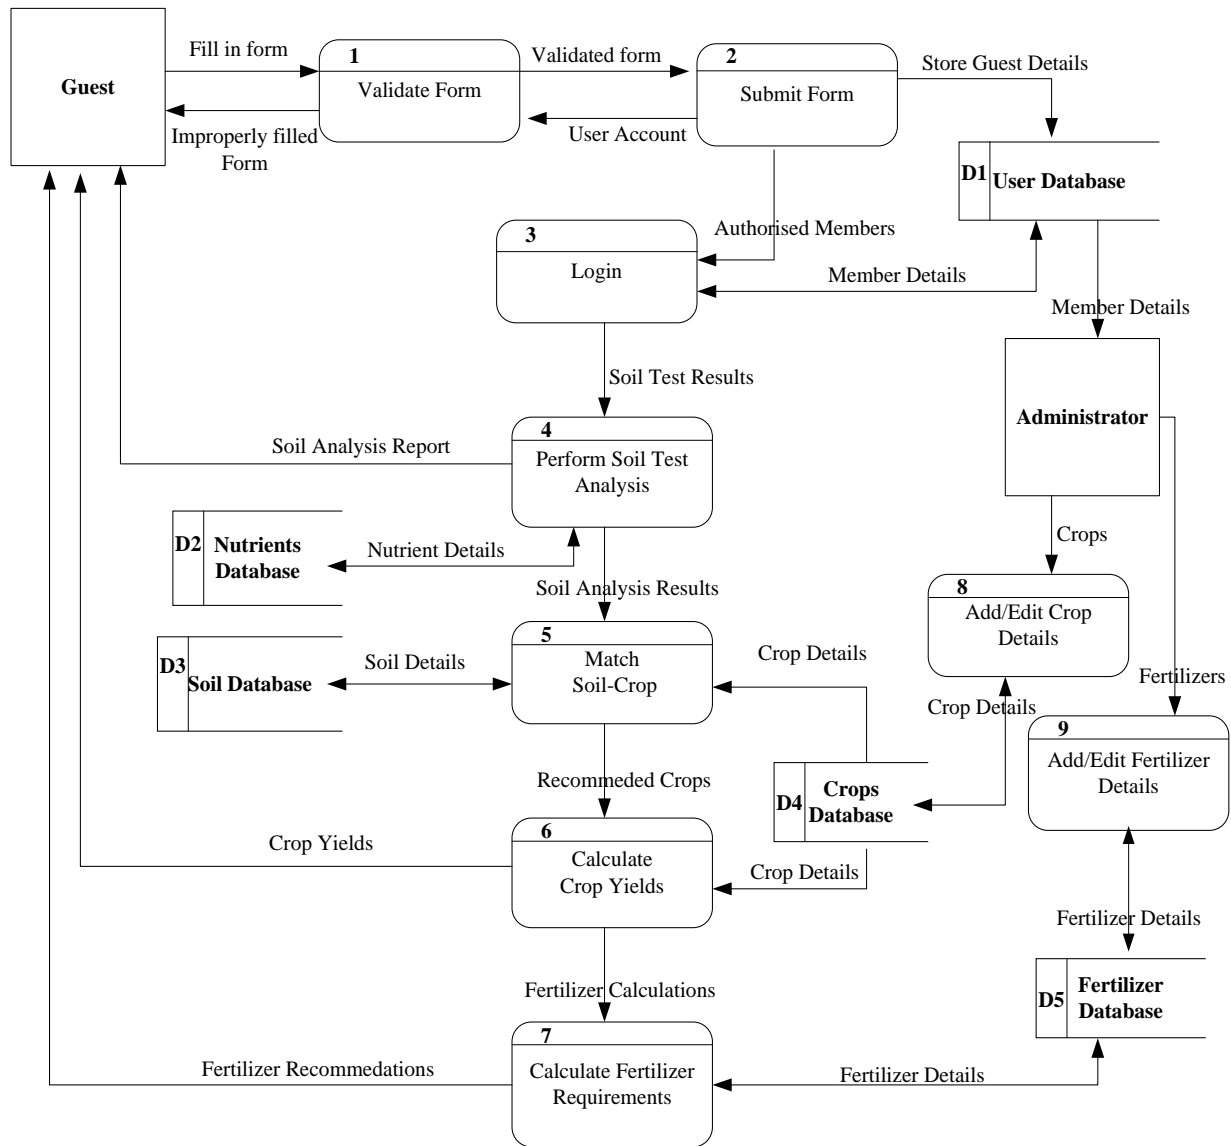 Fill in form
1
Validate Form
Validated form
2
Submit Form
Store Guest Details
Guest
Improperly filled
Form
User Account
D1
User Database
3
Login
Authorised Members
Member Details
Member Details
Soil Test Results
Administrator
4
Perform Soil Test
Analysis
Soil Analysis Report
D2
Nutrients
Database
Nutrient Details
Crops
Soil Analysis Results
8
Add/Edit Crop
Details
5
Match
Soil-Crop
D3
Soil Database
Soil Details
Crop Details
Fertilizers
Crop Details
9
Add/Edit Fertilizer
Details
Recommeded Crops
D4
Crops
Database
6
Calculate
Crop Yields
Crop Yields
Crop Details
Fertilizer Details
Fertilizer Calculations
D5
Fertilizer
Database
7
Calculate Fertilizer
Requirements
Fertilizer Recommedations
Fertilizer Details